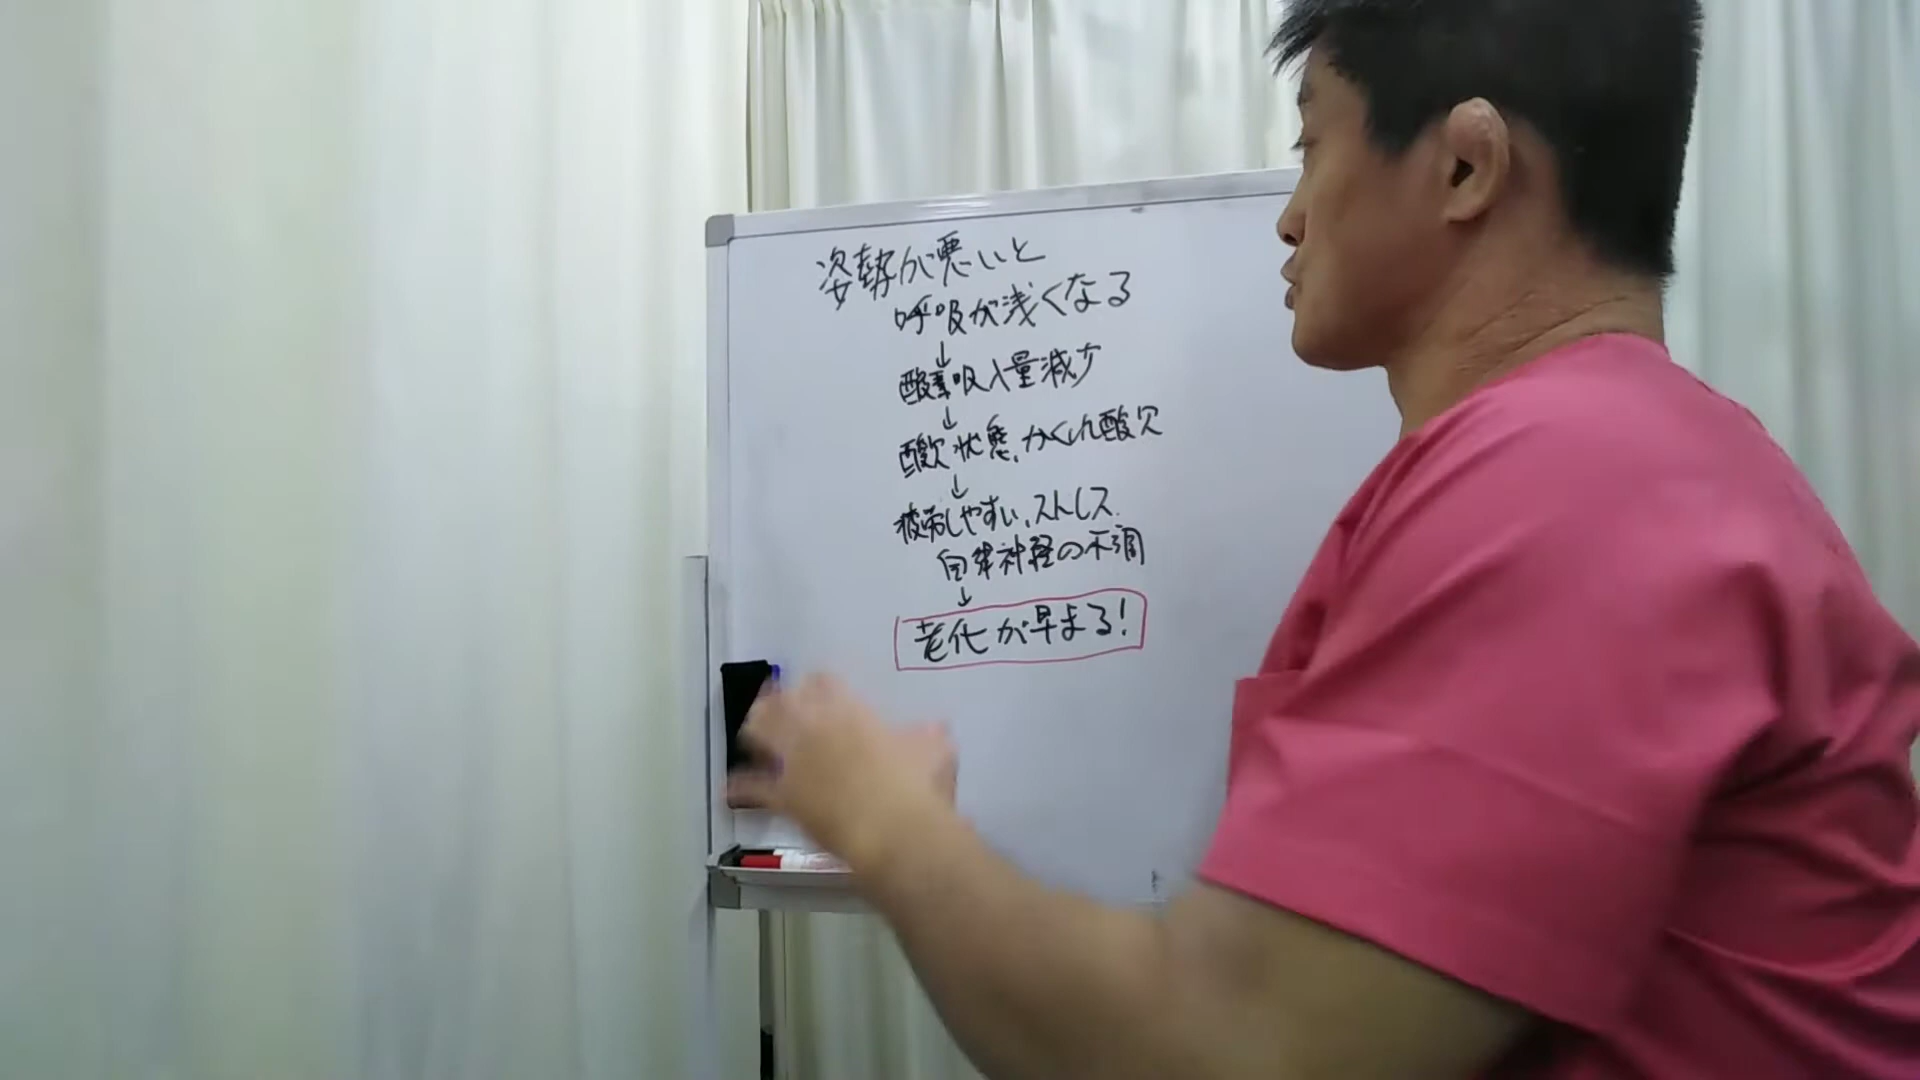 姿勢が悪いと
呼吸が浅くなる
↓
酸素吸入量減少
↓
酸欠状態、かくれ酸欠
↓
疲労しやすい、ストレス
自律神経の不調
↓
老化が早まる!